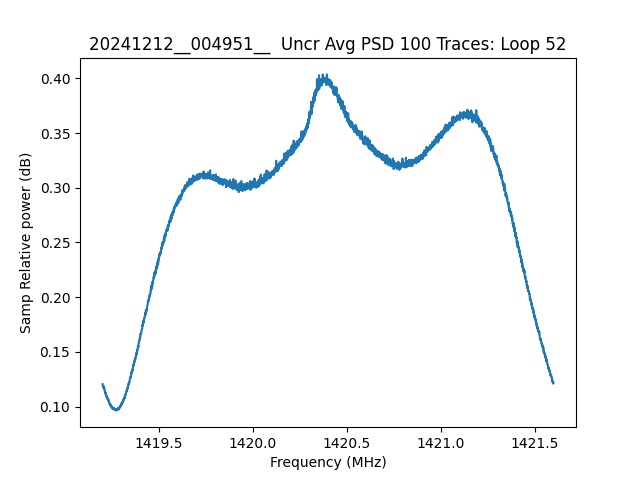 20241212__004951__ Uncr Avg PSD 100 Traces: Loop 52
0.40
0.35
0.30
0.25
0.20
0.15
0.10
Samp Relative power (dB)
1419.5 1420.0 1420.5 1421.0 1421.5
Frequency (MHz)